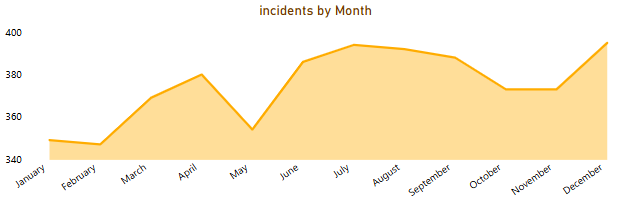 incidents by Month
400
380
360
340
January
February
March
April
May
June
July
August
September
October
November
December